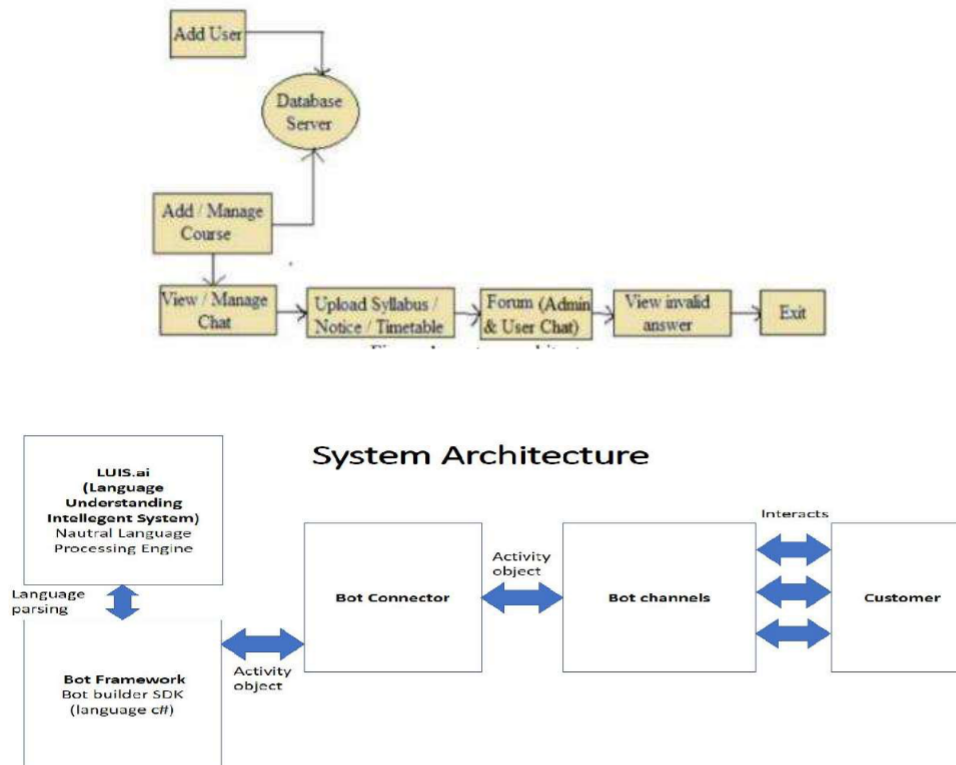 Add User
Database
Server
Add / Manage
Course
View / Manage
Chat
Upload Syllabus /
Notice / Timetable
Forum (Admin
& User Chat)
View invalid
answer
Exit
System Architecture
LUIS.ai
(Language
Understanding
Intellegent System)
Nautral Language
Processing Engine
Language
parsing
Bot Framework
Bot builder SDK
(language c#)
Activity
object
Bot Connector
Activity
object
Bot channels
Interacts
Customer